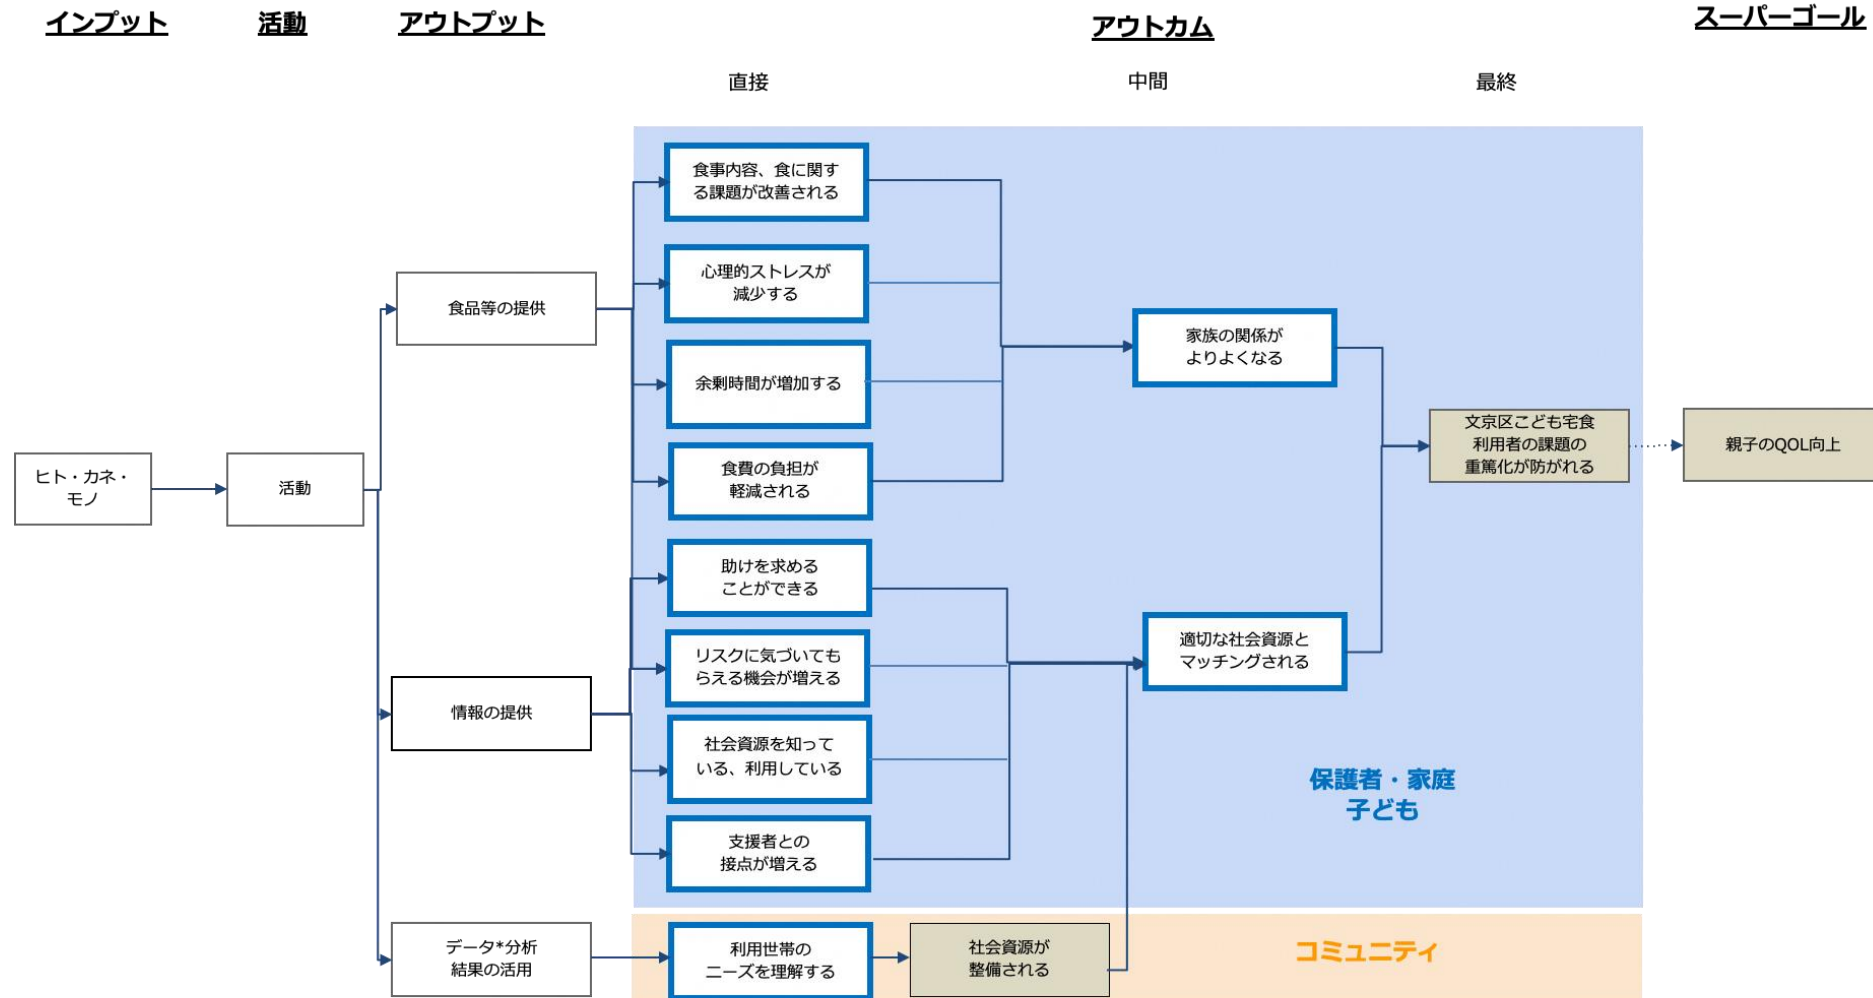 インプット
活動
アウトプット
アウトカム
スーパーゴール
直接
中間
最終
食事内容、食に関す
る課題が改善される
心理的ストレスが
減少する
食品等の提供
余剰時間が増加する
家族の関係が
よりよくなる
食費の負担が
軽減される
文京区こども宅食
利用者の課題の
重篤化が防がれる
親子のQOL向上
ヒト・カネ・
モノ
活動
助けを求める
ことができる
リスクに気づいても
らえる機会が増える
適切な社会資源と
マッチングされる
情報の提供
社会資源を知って
いる、利用している
保護者・家庭
子ども
支援者との
接点が増える
データ*分析
結果の活用
利用世帯の
ニーズを理解する
社会資源が
整備される
コミュニティ